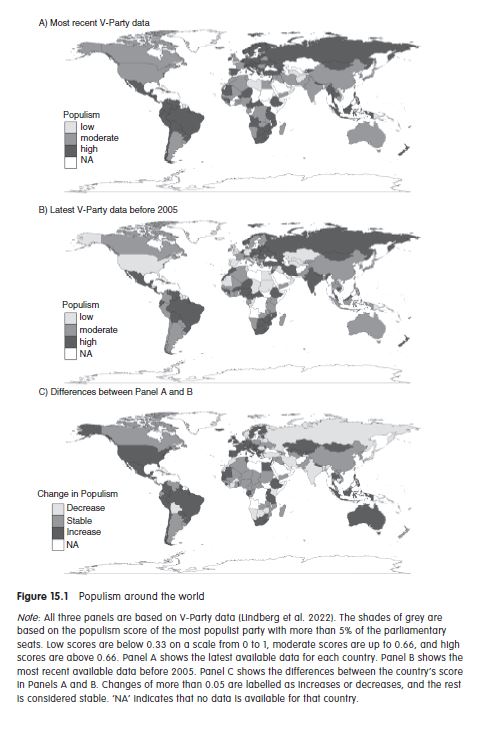 A) Most recent V-Party data
Populism
low
moderate
high
NA
B) Latest V-Party data before 2005
Populism
low
moderate
high
NA
C) Differences between Panel A and B
Change in Populism
Decrease
Stable
Increase
NA
Figure 15.1 Populism around the world
Note: All three panels are based on V-Party data (Lindberg et al. 2022). The shades of grey are
based on the populism score of the most populist party with more than 5% of the parliamentary
seats. Low scores are below 0.33 on a scale from 0 to 1, moderate scores are up to 0.66, and high
scores are above 0.66. Panel A shows the latest available data for each country. Panel B shows the
most recent available data before 2005. Panel C shows the differences between the country's score
in Panels A and B. Changes of more than 0.05 are labelled as increases or decreases, and the rest
is considered stable. 'NA' indicates that no data is available for that country.